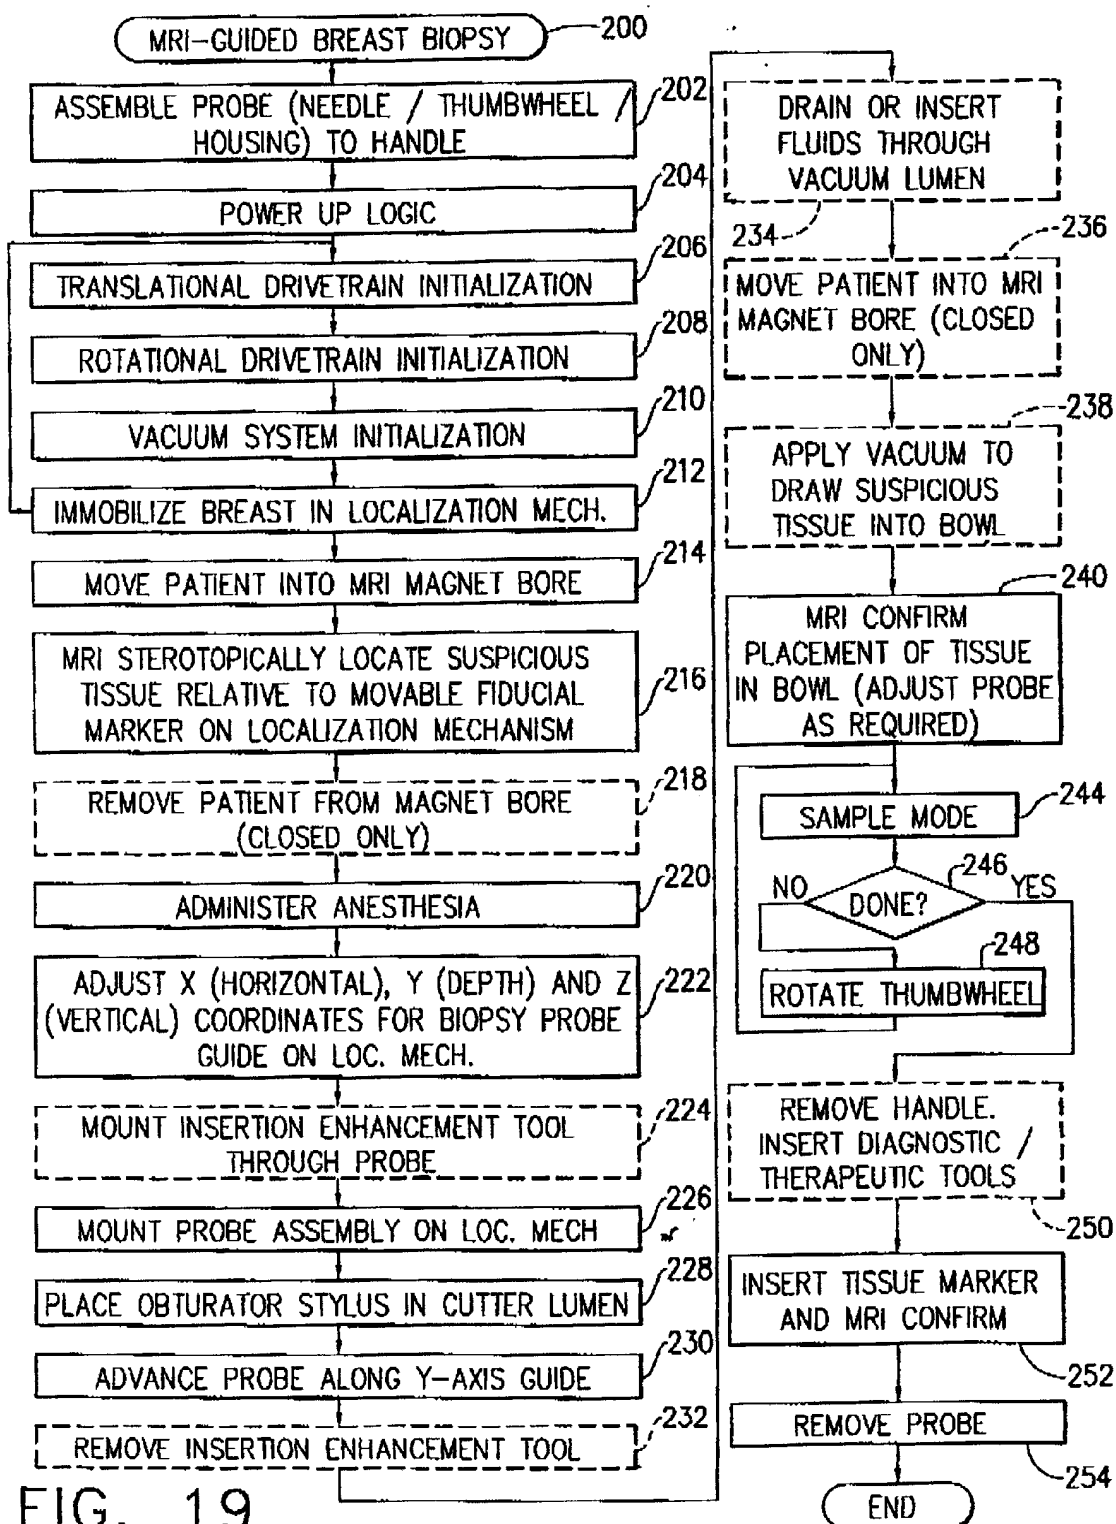 MRI-GUIDED BREAST BIOPSY
200
ASSEMBLE PROBE (NEEDLE / THUMBWHEEL /
HOUSING) TO HANDLE
202
POWER UP LOGIC
204
TRANSLATIONAL DRIVETRAIN INITIALIZATION
206
ROTATIONAL DRIVETRAIN INITIALIZATION
208
VACUUM SYSTEM INITIALIZATION
210
IMMOBILIZE BREAST IN LOCALIZATION MECH.
212
MOVE PATIENT INTO MRI MAGNET BORE
214
MRI STEROTOPICALLY LOCATE SUSPICIOUS
TISSUE RELATIVE TO MOVABLE FIDUCIAL
MARKER ON LOCALIZATION MECHANISM
216
REMOVE PATIENT FROM MAGNET BORE
(CLOSED ONLY)
218
ADMINISTER ANESTHESIA
220
ADJUST X (HORIZONTAL), Y (DEPTH) AND Z
(VERTICAL) COORDINATES FOR BIOPSY PROBE
GUIDE ON LOC. MECH.
222
MOUNT INSERTION ENHANCEMENT TOOL
THROUGH PROBE
224
MOUNT PROBE ASSEMBLY ON LOC. MECH
226
PLACE OBTURATOR STYLUS IN CUTTER LUMEN
228
ADVANCE PROBE ALONG Y-AXIS GUIDE
230
REMOVE INSERTION ENHANCEMENT TOOL
232
DRAIN OR INSERT
FLUIDS THROUGH
VACUUM LUMEN
234
MOVE PATIENT INTO MRI
MAGNET BORE (CLOSED
ONLY)
236
APPLY VACUUM TO
DRAW SUSPICIOUS
TISSUE INTO BOWL
238
MRI CONFIRM
PLACEMENT OF TISSUE
IN BOWL (ADJUST PROBE
AS REQUIRED)
240
SAMPLE MODE
244
NO
DONE?
YES
246
ROTATE THUMBWHEEL
248
REMOVE HANDLE.
INSERT DIAGNOSTIC /
THERAPEUTIC TOOLS
250
INSERT TISSUE MARKER
AND MRI CONFIRM
252
REMOVE PROBE
254
END
FIG. 19